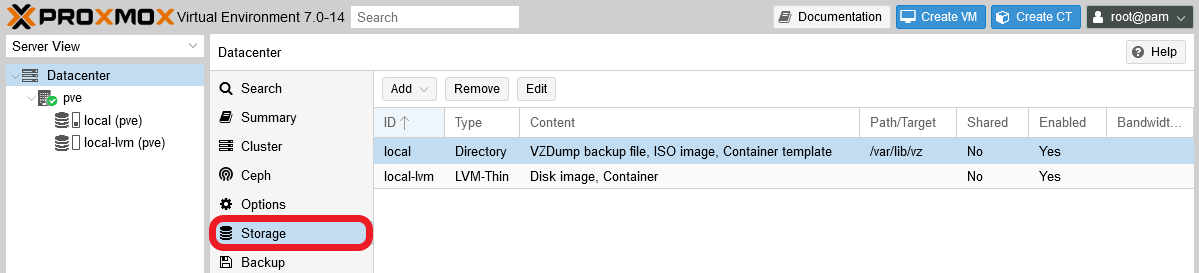 PROXMOX Virtual Environment 7.0-14 Search Documentation Create VM Create CT root@pam
Server View
Datacenter
pve
local (pve)
local-lvm (pve)
Datacenter Help
Search
Summary
Cluster
Ceph
Options
Storage
Backup
Add Remove Edit
ID Type Content Path/Target Shared Enabled Bandwidt...
local Directory VZDump backup file, ISO image, Container template /var/lib/vz No Yes
local-lvm LVM-Thin Disk image, Container No Yes